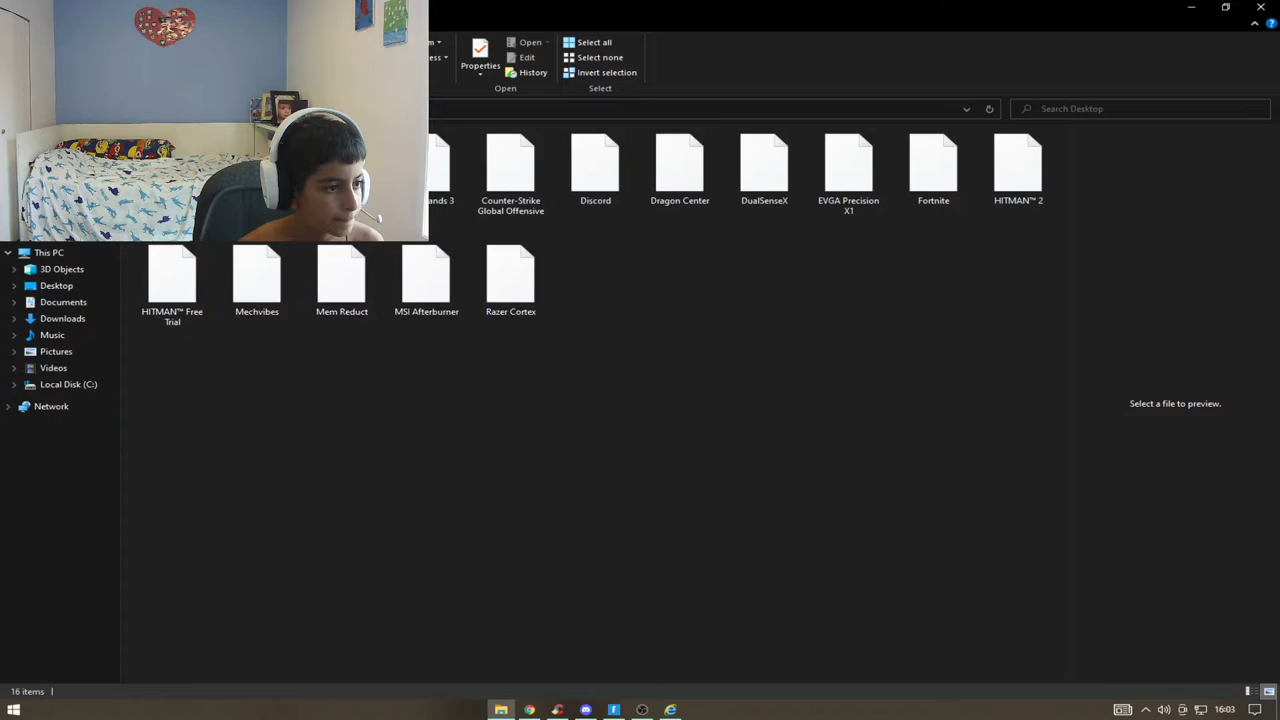 Open
Select all
Edit
Select none
Properties
History
Invert selection
Open
Select
Search Desktop
ands 3
Counter-Strike
Global Offensive
Discord
Dragon Center
DualSenseX
EVGA Precision
X1
Fortnite
HITMAN™ 2
This PC
3D Objects
Desktop
Documents
Downloads
Music
Pictures
Videos
Local Disk (C:)
Network
HITMAN™ Free
Trial
Mechvibes
Mem Reduct
MSI Afterburner
Razer Cortex
Select a file to preview.
16 items
16:03